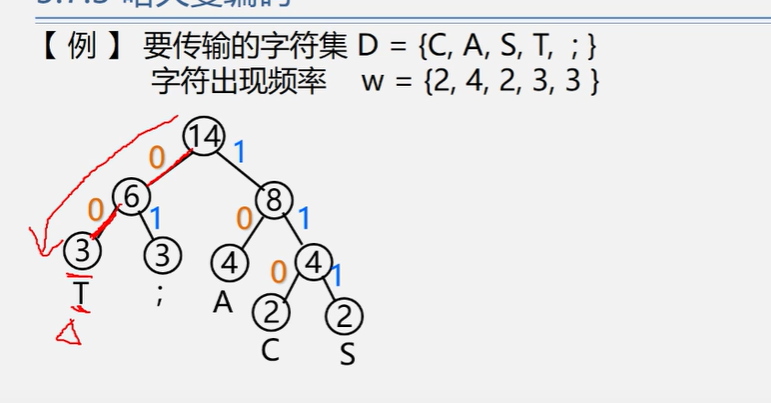 【 例 】 要传输的字符集 D = {C, A, S, T, ; }
字符出现频率 w = {2, 4, 2, 3, 3 }
14
0 1
6 8
0 1 0 1
3 3 4 4
0 1
T ; A 2 2
C S